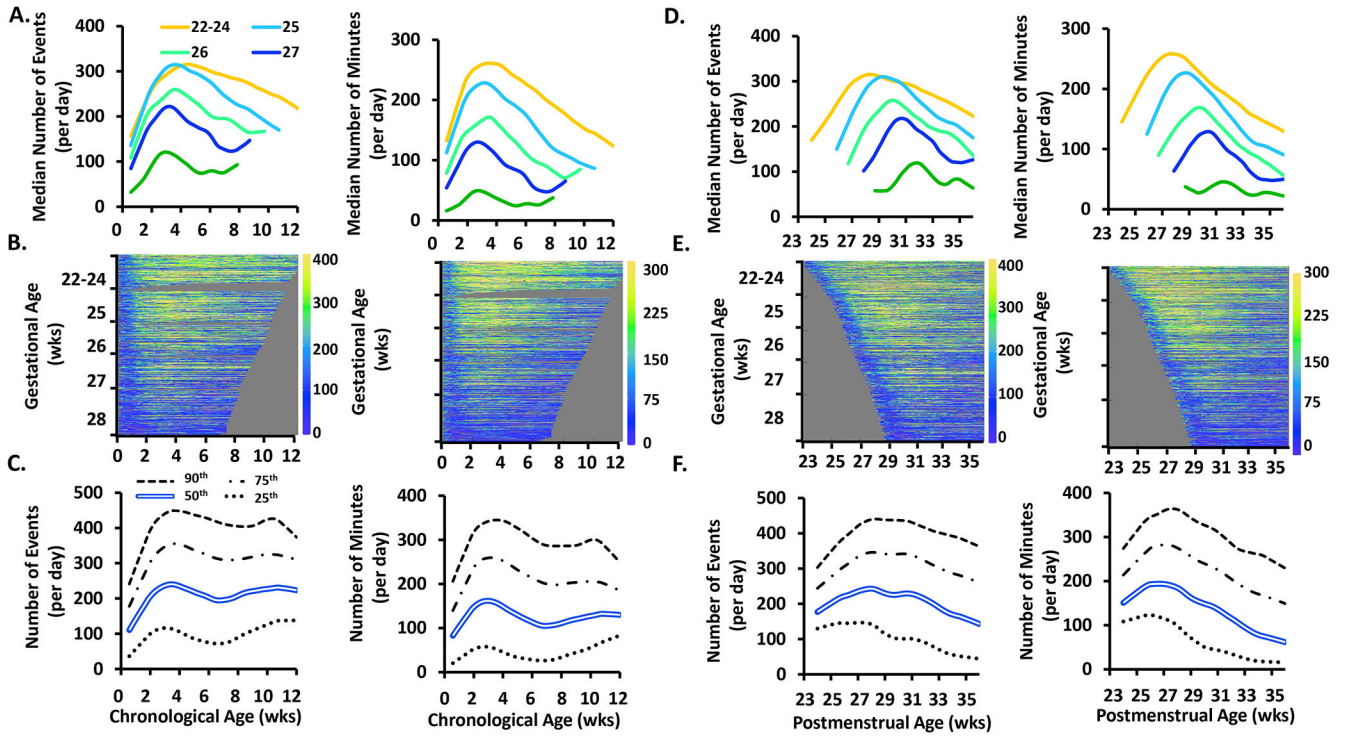 A.
Median Number of Events
(per day)
400
300
200
100
0
22-24
25
26
27
0 2 4 6 8 10 12
Median Number of Minutes
(per day)
300
200
100
0
0 2 4 6 8 10 12
D.
Median Number of Events
(per day)
400
300
200
100
0
23 25 27 29 31 33 35
Median Number of Minutes
(per day)
300
200
100
0
23 25 27 29 31 33 35
B.
Gestational Age
(wks)
22-24
25
26
27
28
0 2 4 6 8 10 12
400
300
200
100
0
Gestational Age
(wks)
0 2 4 6 8 10 12
300
225
150
75
0
E.
Gestational Age
(wks)
22-24
25
26
27
28
23 25 27 29 31 33 35
400
300
200
100
0
Gestational Age
(wks)
23 25 27 29 31 33 35
300
225
150
75
0
C.
Number of Events
(per day)
500
400
300
200
100
0
90th
75th
50th
25th
0 2 4 6 8 10 12
Chronological Age (wks)
Number of Minutes
(per day)
400
300
200
100
0
0 2 4 6 8 10 12
Chronological Age (wks)
F.
Number of Events
(per day)
500
400
300
200
100
0
23 25 27 29 31 33 35
Postmenstrual Age (wks)
Number of Minutes
(per day)
400
300
200
100
0
23 25 27 29 31 33 35
Postmenstrual Age (wks)